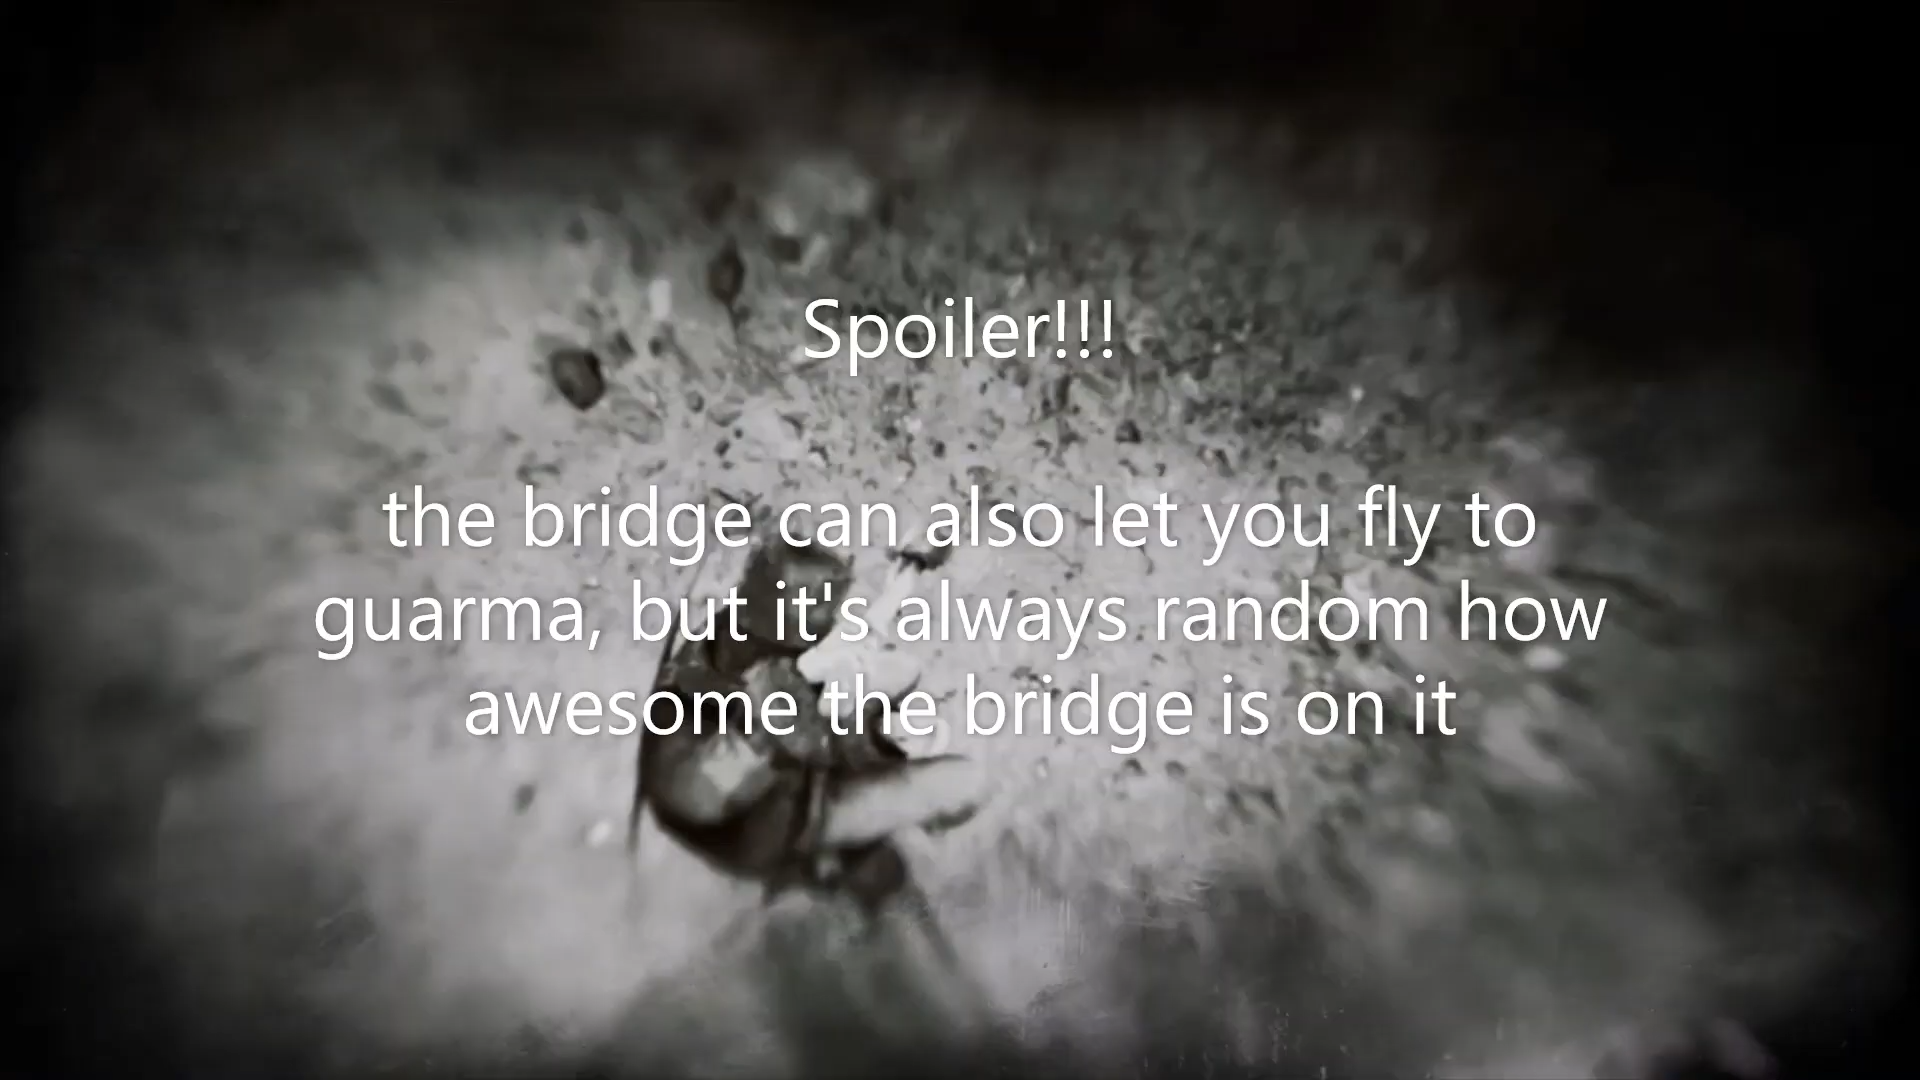 Spoiler!!!
the bridge can also let you fly to
guarma, but it's always random how
awesome the bridge is on it